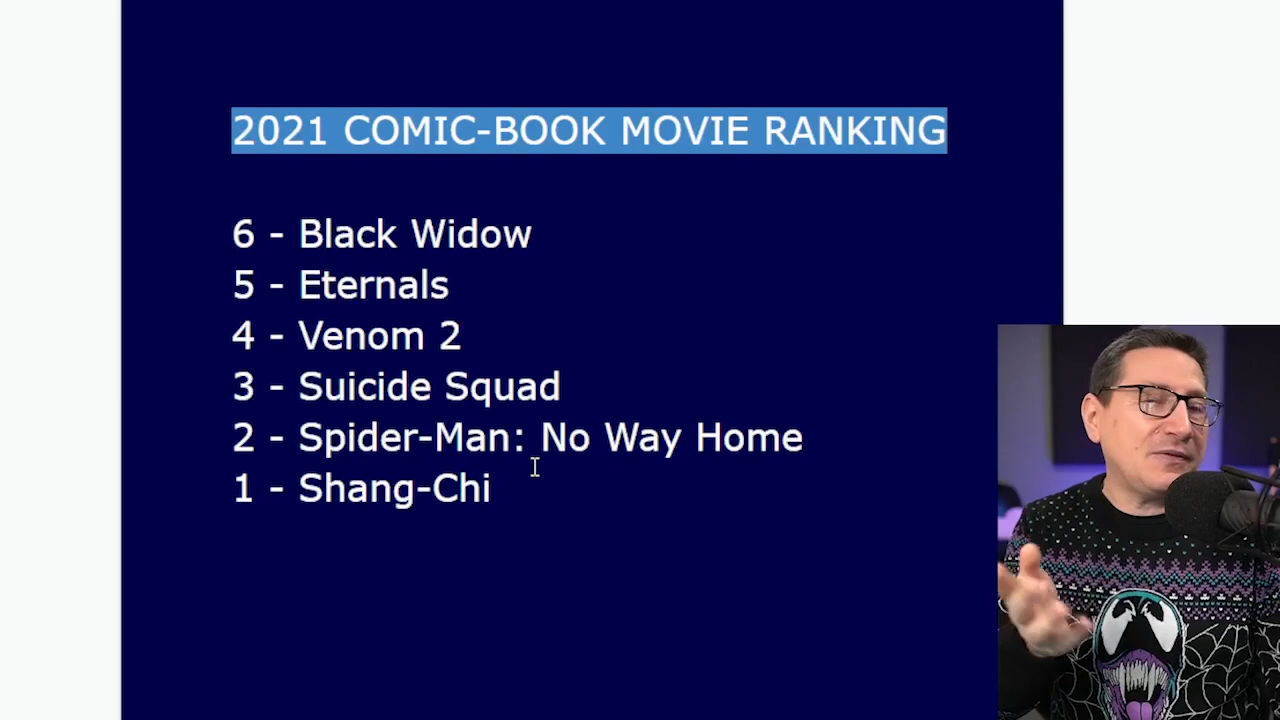 2021 COMIC-BOOK MOVIE RANKING
6 - Black Widow
5 - Eternals
4 - Venom 2
3 - Suicide Squad
2 - Spider-Man: No Way Home
1 - Shang-Chi